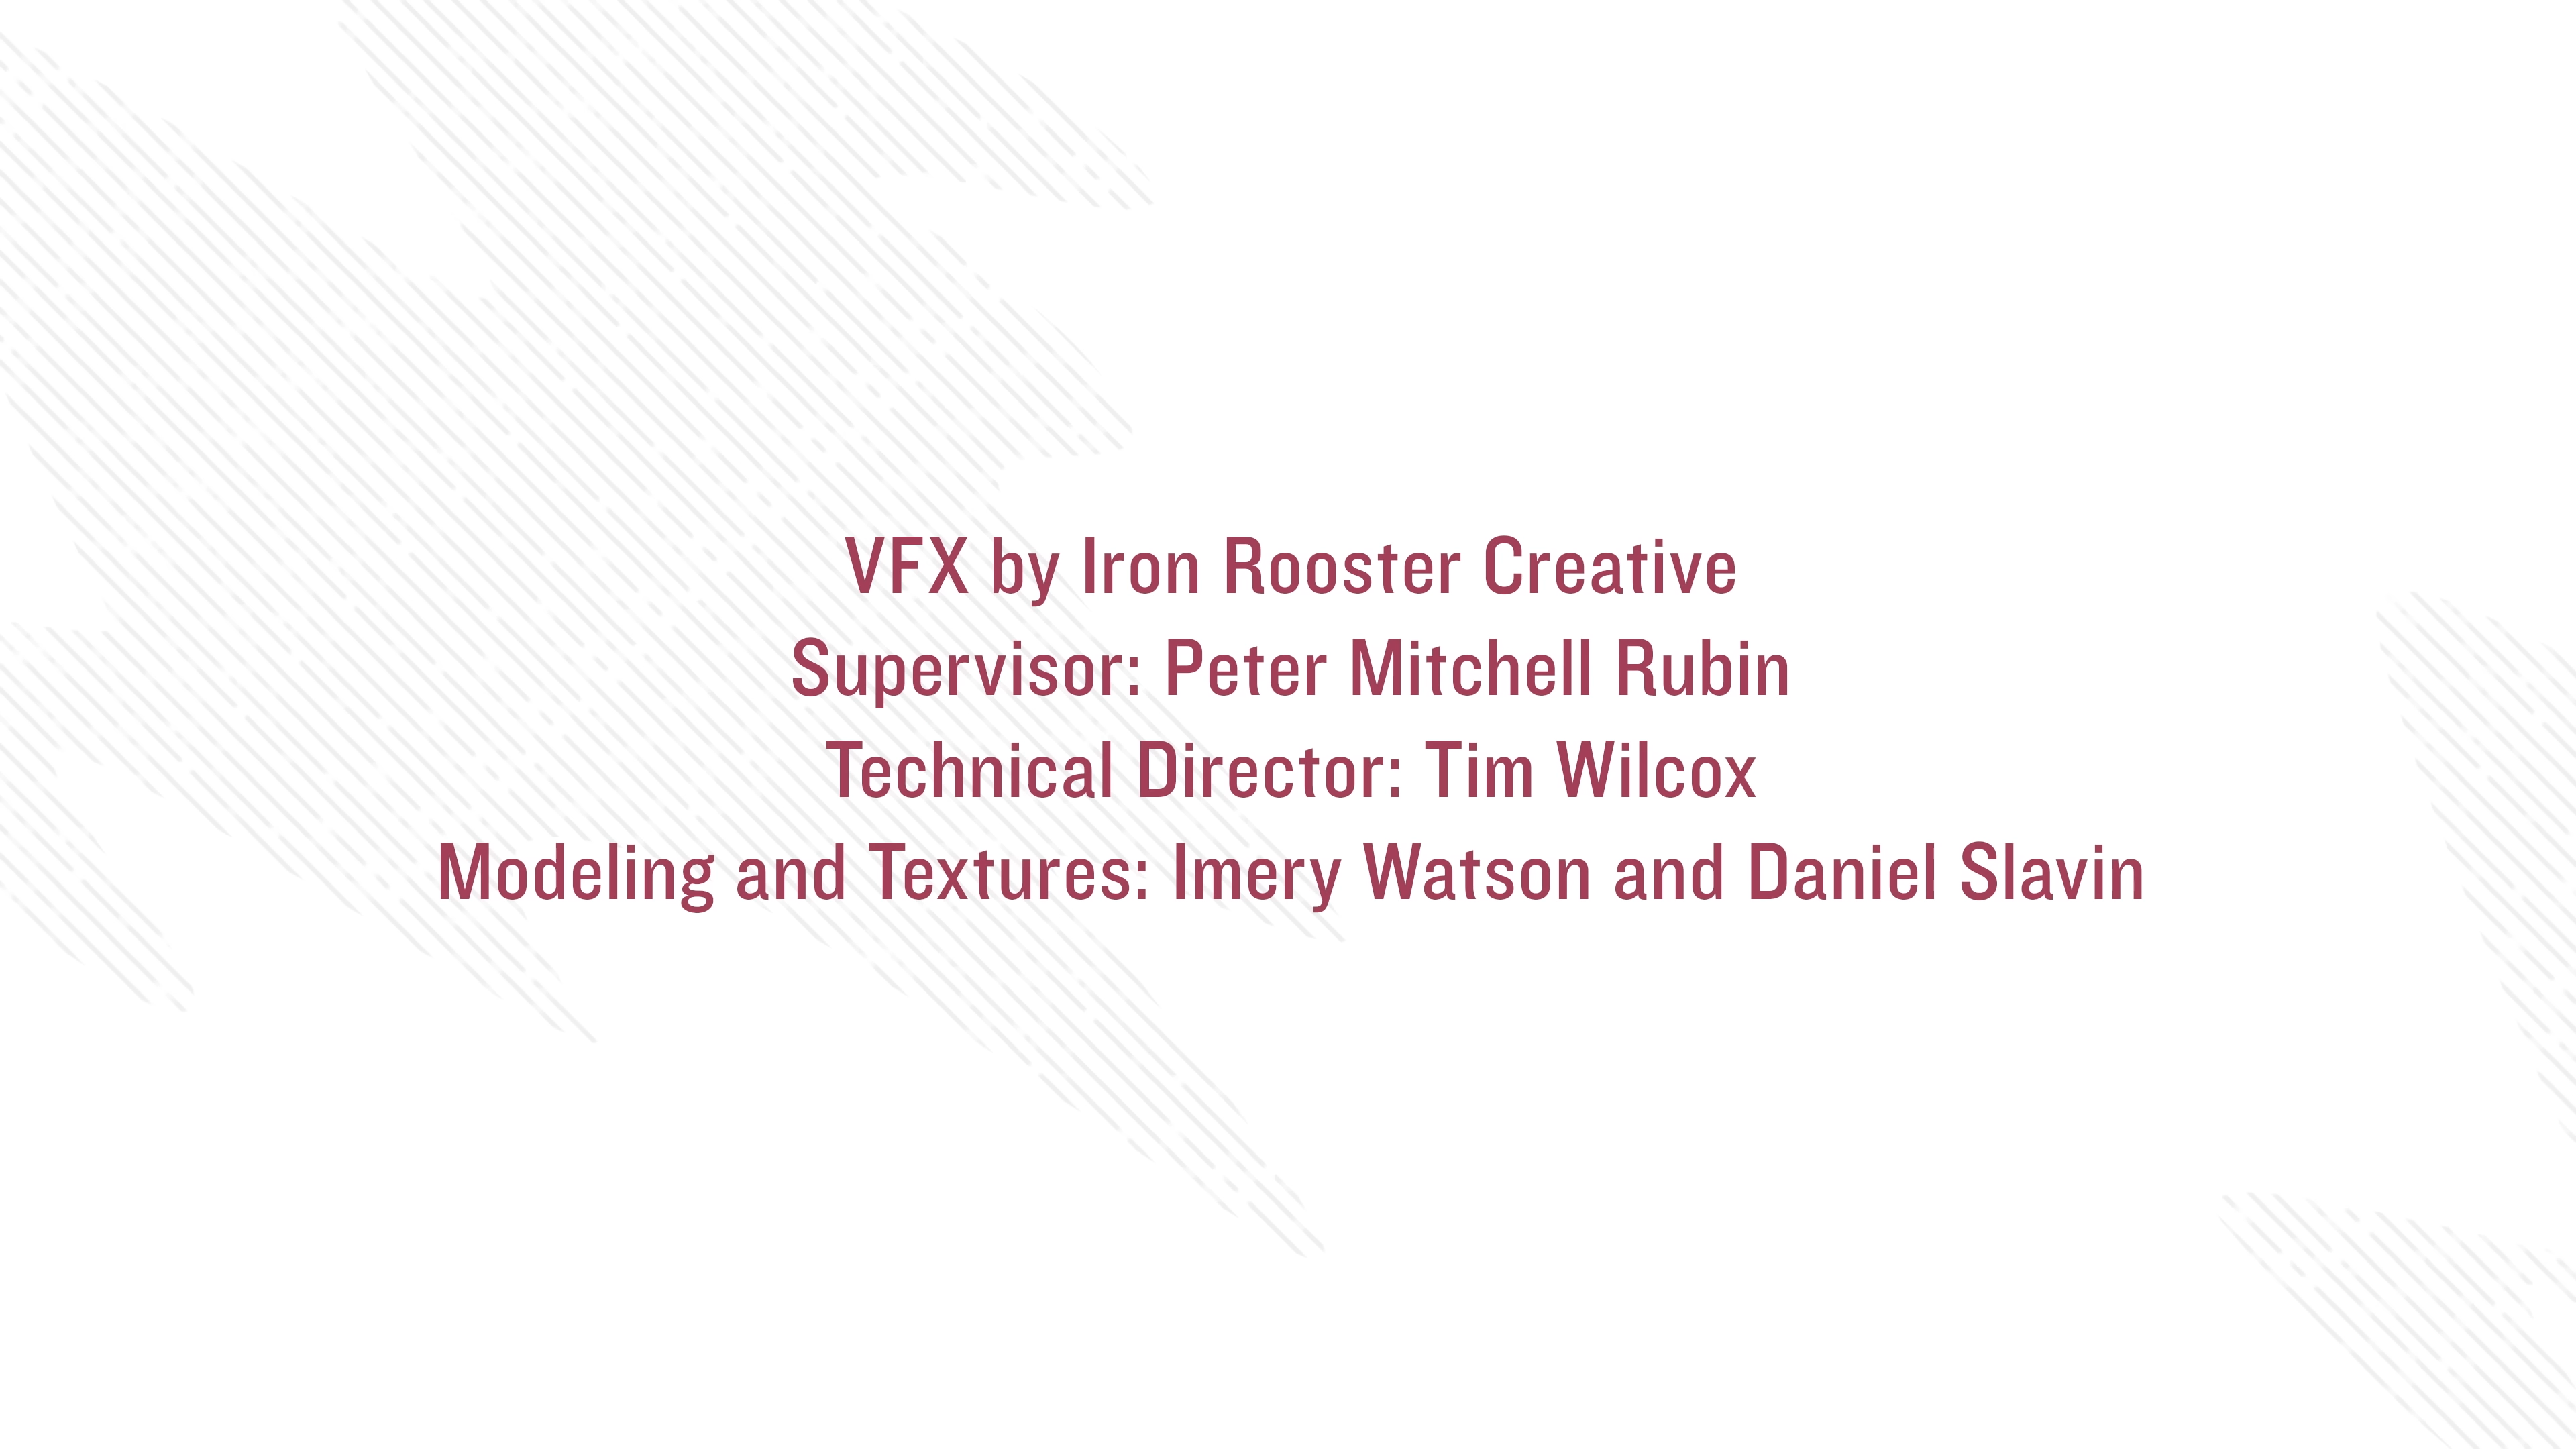 VFX by Iron Rooster Creative
Supervisor: Peter Mitchell Rubin
Technical Director: Tim Wilcox
Modeling and Textures: Imery Watson and Daniel Slavin